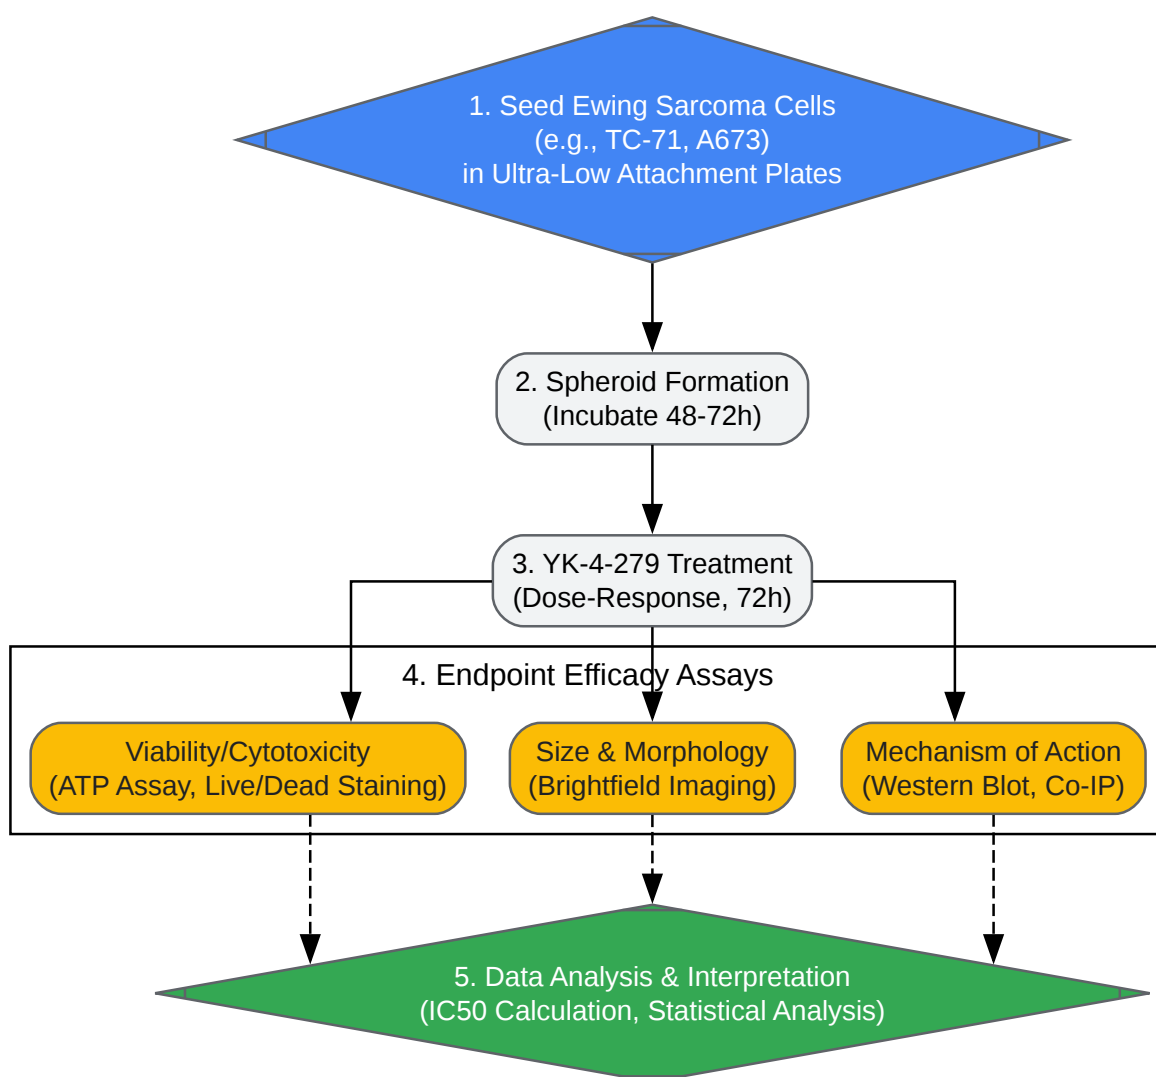 1. Seed Ewing Sarcoma Cells
(e.g., TC-71, A673)
in Ultra-Low Attachment Plates
2. Spheroid Formation
(Incubate 48-72h)
3. YK-4-279 Treatment
(Dose-Response, 72h)
4. Endpoint Efficacy Assays
Viability/Cytotoxicity
(ATP Assay, Live/Dead Staining)
Size & Morphology
(Brightfield Imaging)
Mechanism of Action
(Western Blot, Co-IP)
5. Data Analysis & Interpretation
(IC50 Calculation, Statistical Analysis)